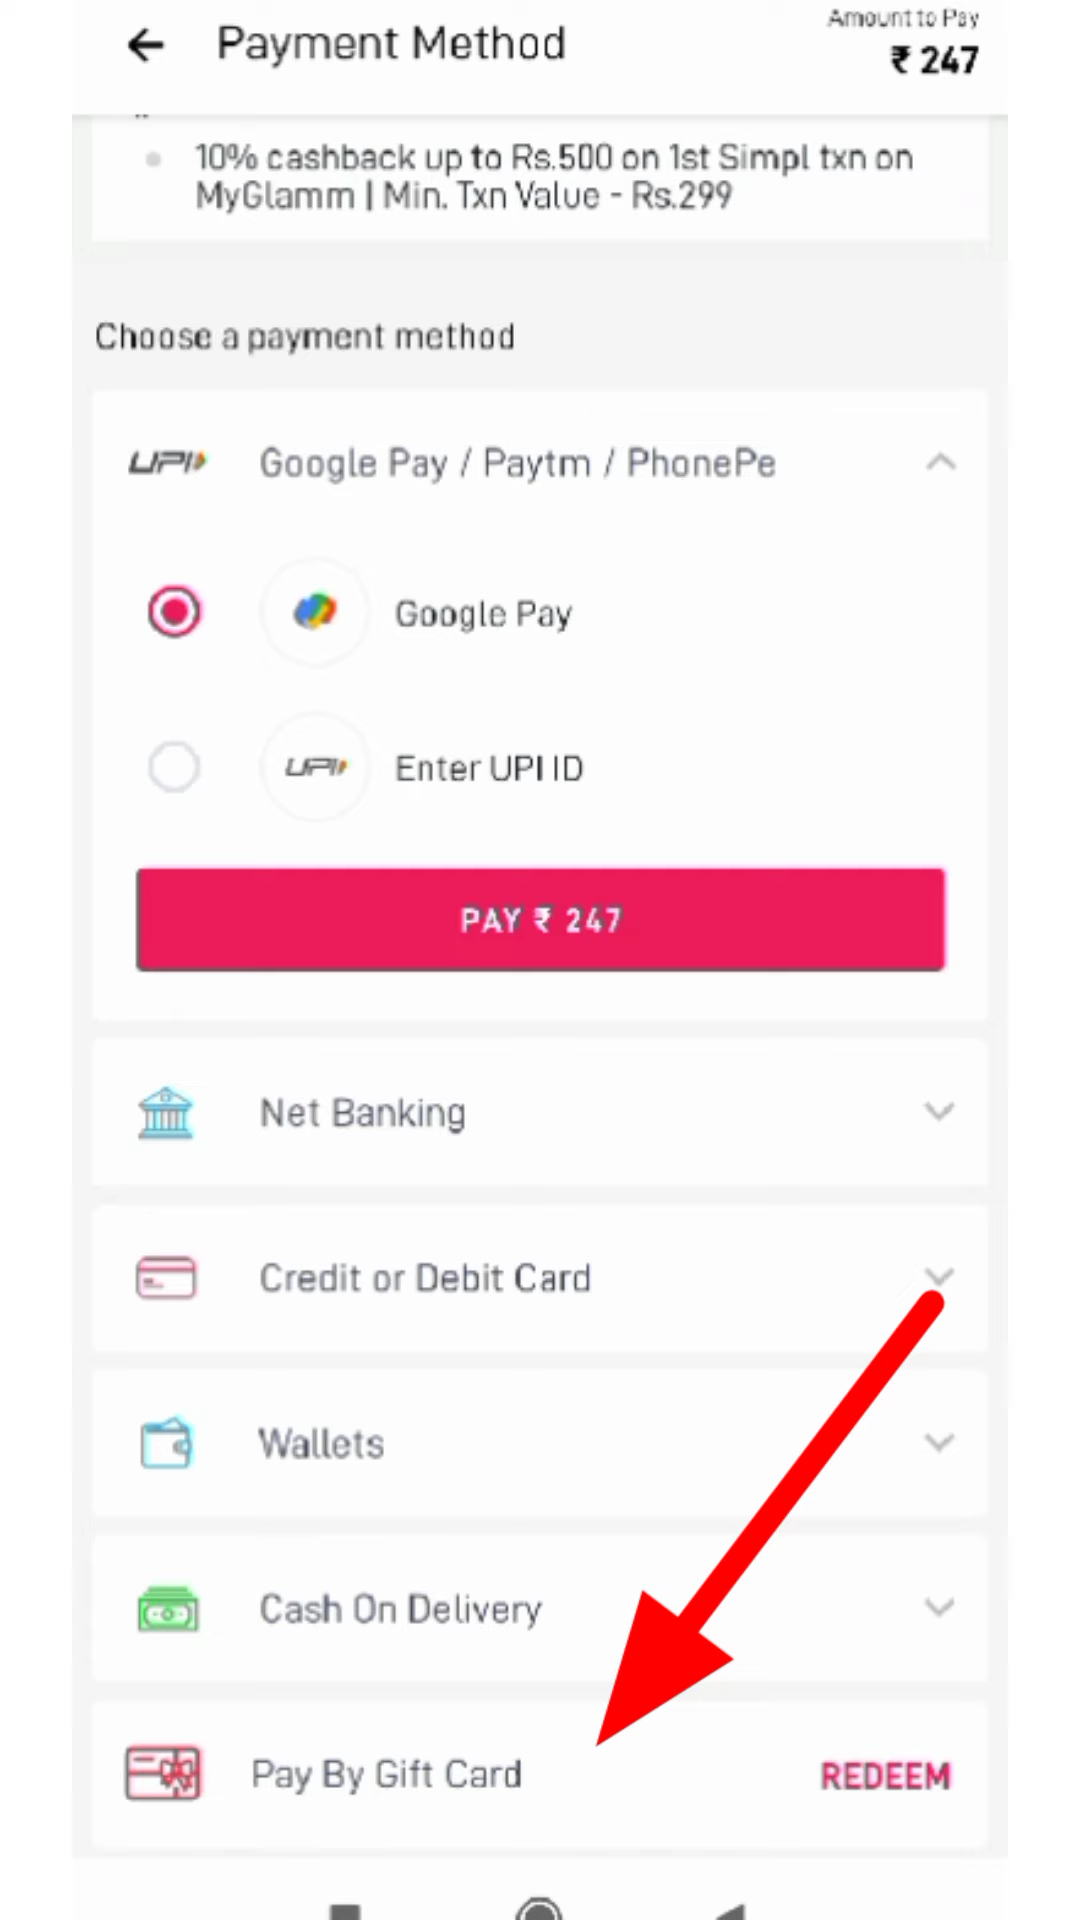 Payment Method
Amount to Pay
₹ 247
10% cashback up to Rs.500 on 1st Simpl txn on
MyGlamm | Min. Txn Value - Rs.299
Choose a payment method
UPI
Google Pay / Paytm / PhonePe
Google Pay
UPI
Enter UPI ID
PAY ₹ 247
Net Banking
Credit or Debit Card
Wallets
Cash On Delivery
Pay By Gift Card
REDEEM